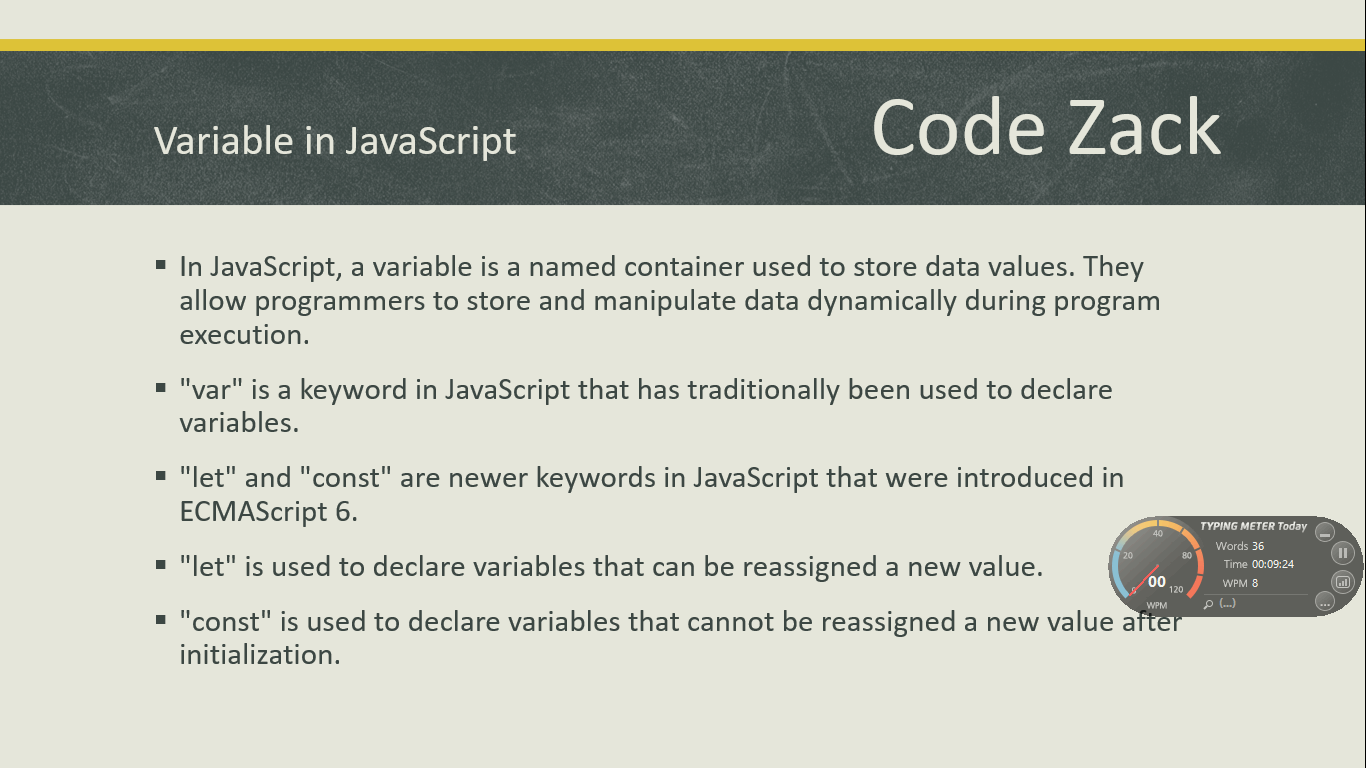 Variable in JavaScript
Code Zack
▪ In JavaScript, a variable is a named container used to store data values. They
allow programmers to store and manipulate data dynamically during program
execution.
▪ "var" is a keyword in JavaScript that has traditionally been used to declare
variables.
▪ "let" and "const" are newer keywords in JavaScript that were introduced in
ECMAScript 6.
▪ "let" is used to declare variables that can be reassigned a new value.
▪ "const" is used to declare variables that cannot be reassigned a new value after
initialization.
TYPING METER Today
Words 36
Time 00:09:24
WPM 8
(...)
0
20
40
80
120
00
WPM